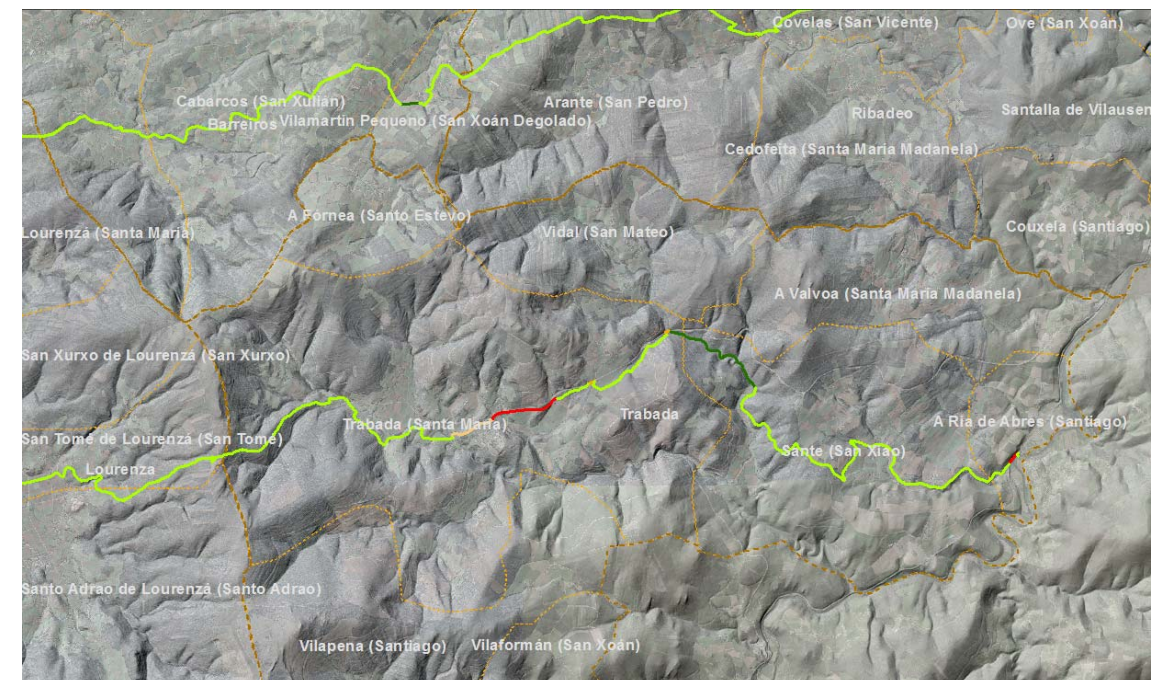 Covelas (San Vicente)
Ove (San Xoán)
Cabarcos (San Xulián)
Arante (San Pedro)
Ribadeo
Santalla de Vilausen
Barreiros
Vilamartín Pequeno (San Xoán Degolado)
Cedofeita (Santa María Madanela)
A Fórnea (Santo Estevo)
Lourenzá (Santa María)
Vidal (San Mateo)
Couxela (Santiago)
A Valvoa (Santa María Madanela)
San Xurxo de Lourenzá (San Xurxo)
Trabada (Santa María)
Trabada
A Ría de Abres (Santiago)
San Tomé de Lourenzá (San Tomé)
Sante (San Xiao)
Lourenza
Santo Adrao de Lourenzá (Santo Adrao)
Vilapena (Santiago)
Vilaformán (San Xoán)